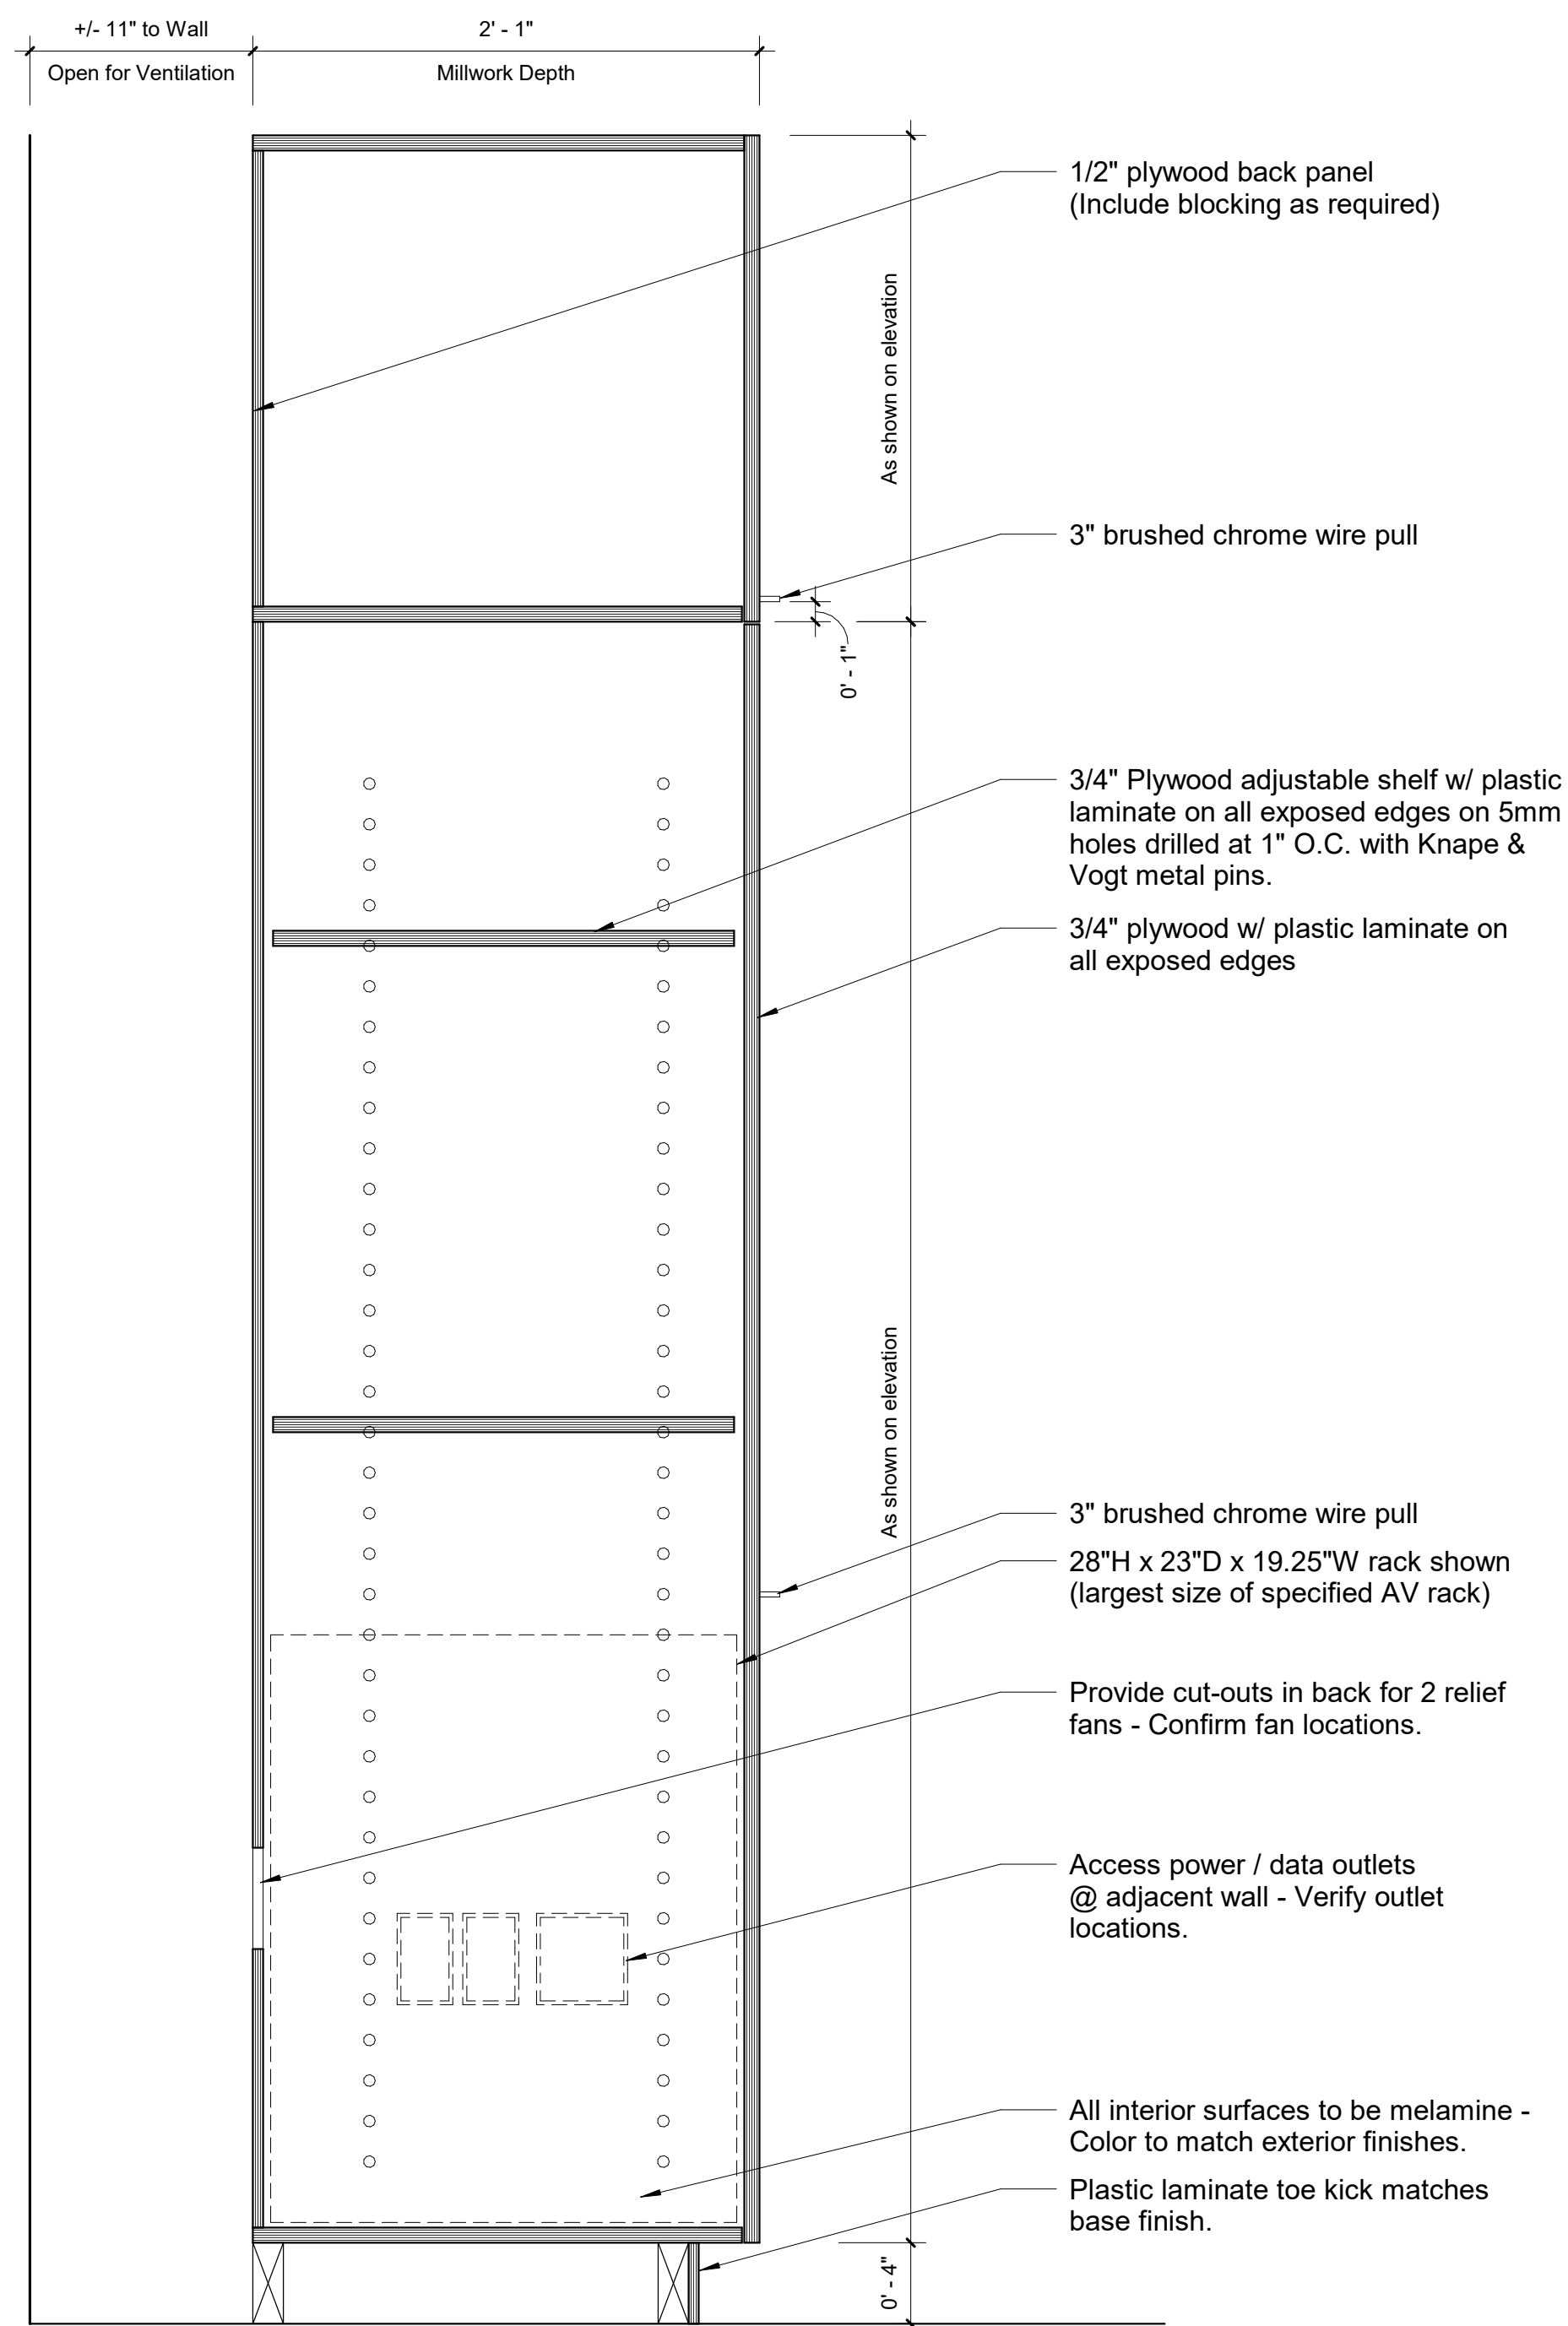 +/- 11" to Wall
2' - 1"
Open for Ventilation
Millwork Depth
1/2" plywood back panel
(Include blocking as required)
As shown on elevation
3" brushed chrome wire pull
0' - 1"
3/4" Plywood adjustable shelf w/ plastic
laminate on all exposed edges on 5mm
holes drilled at 1" O.C. with Knape &
Vogt metal pins.
3/4" plywood w/ plastic laminate on
all exposed edges
As shown on elevation
3" brushed chrome wire pull
28"H x 23"D x 19.25"W rack shown
(largest size of specified AV rack)
Provide cut-outs in back for 2 relief
fans - Confirm fan locations.
Access power / data outlets
@ adjacent wall - Verify outlet
locations.
All interior surfaces to be melamine -
Color to match exterior finishes.
Plastic laminate toe kick matches
base finish.
0' - 4"